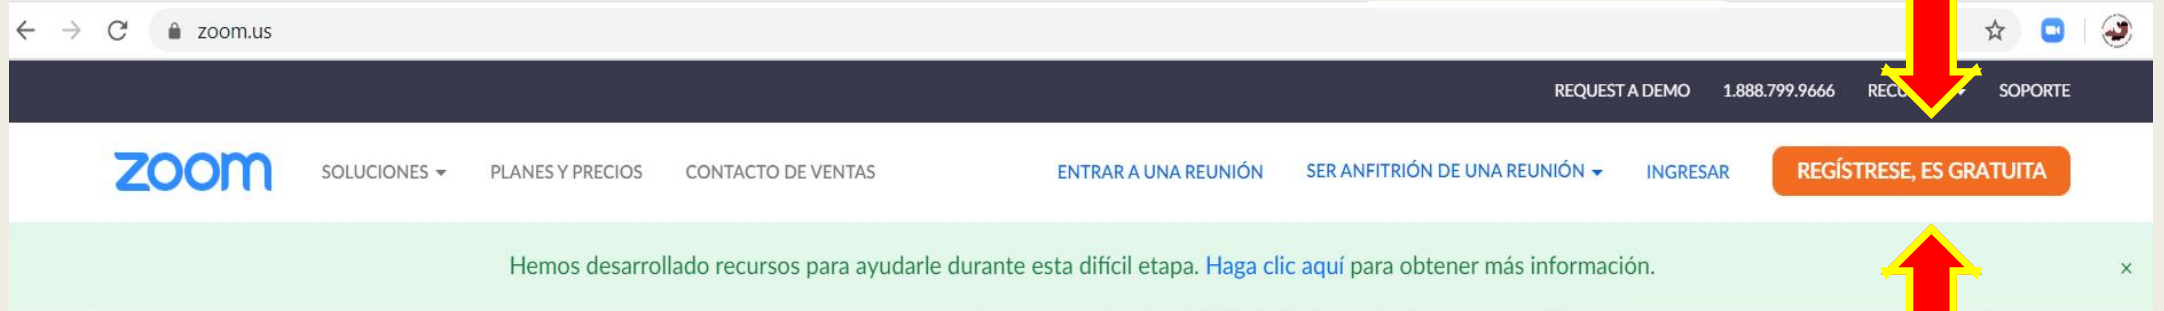 zoom.us
REQUEST A DEMO 1.888.799.9666 SOPORTE
zoom SOLUCIONES PLANES Y PRECIOS CONTACTO DE VENTAS ENTRAR A UNA REUNIÓN SER ANFITRIÓN DE UNA REUNIÓN INGRESAR REGÍSTRESE, ES GRATUITA
Hemos desarrollado recursos para ayudarle durante esta difícil etapa. Haga clic aquí para obtener más información. ×